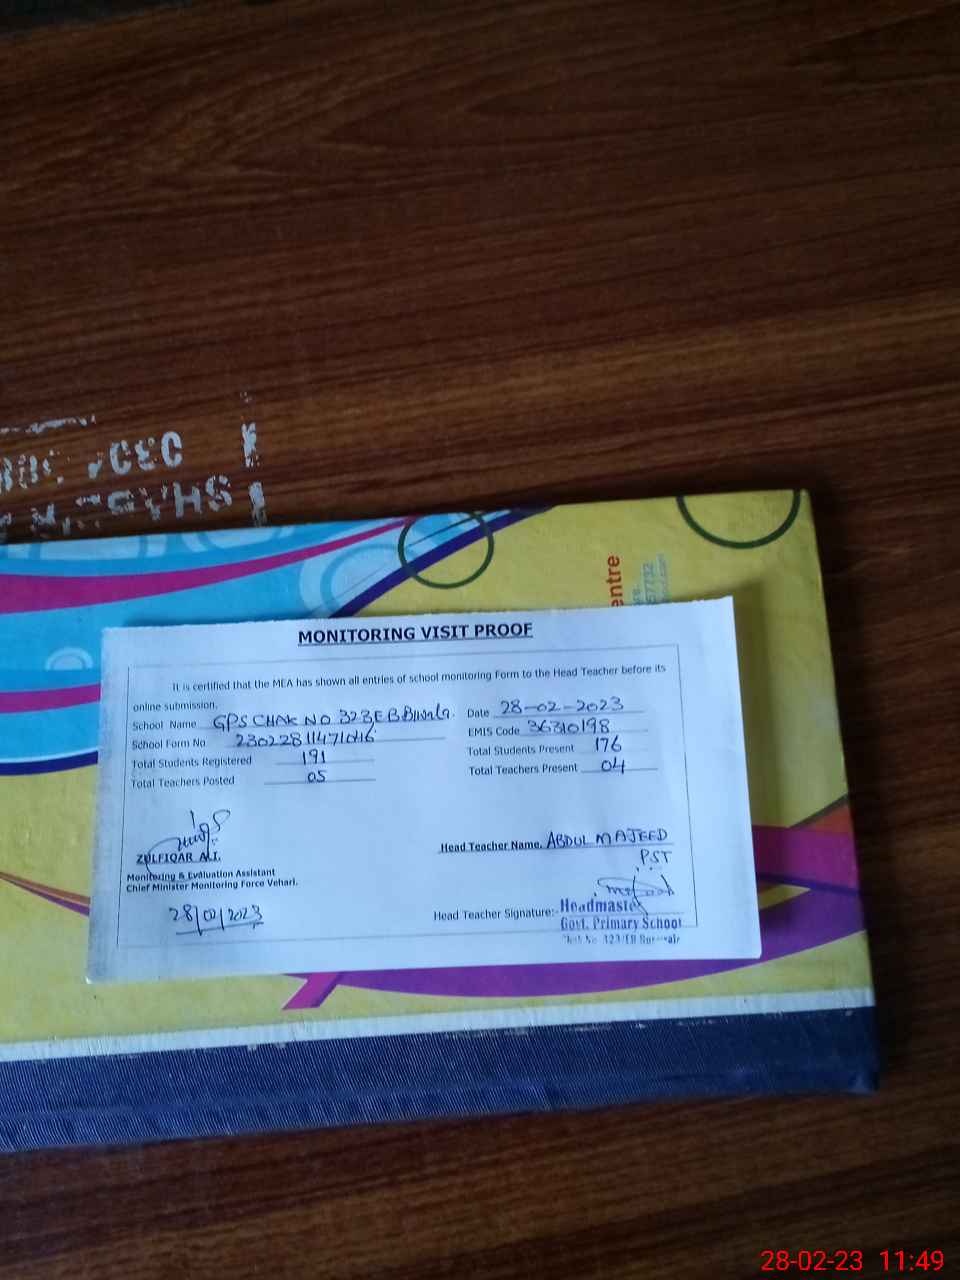 entre
57732
MONITORING VISIT PROOF
It is certified that the MEA has shown all entries of school monitoring Form to the Head Teacher before its
online submission.
School Name GPS CHAK NO 323EB
Date 28-02-2023
School Form No 23022811471046
EMIS Code 36310198
Total Students Registered 191
Total Students Present 176
Total Teachers Posted 05
Total Teachers Present 04
ZULFIQAR ALI.
Monitoring & Evaluation Assistant
Chief Minister Monitoring Force Vehari.
28/02/2023
Head Teacher Name. ABDUL MAJEED
PST
Head Teacher Signature:-
Headmaster
Govt. Primary School
323/EB
28-02-23 11:49